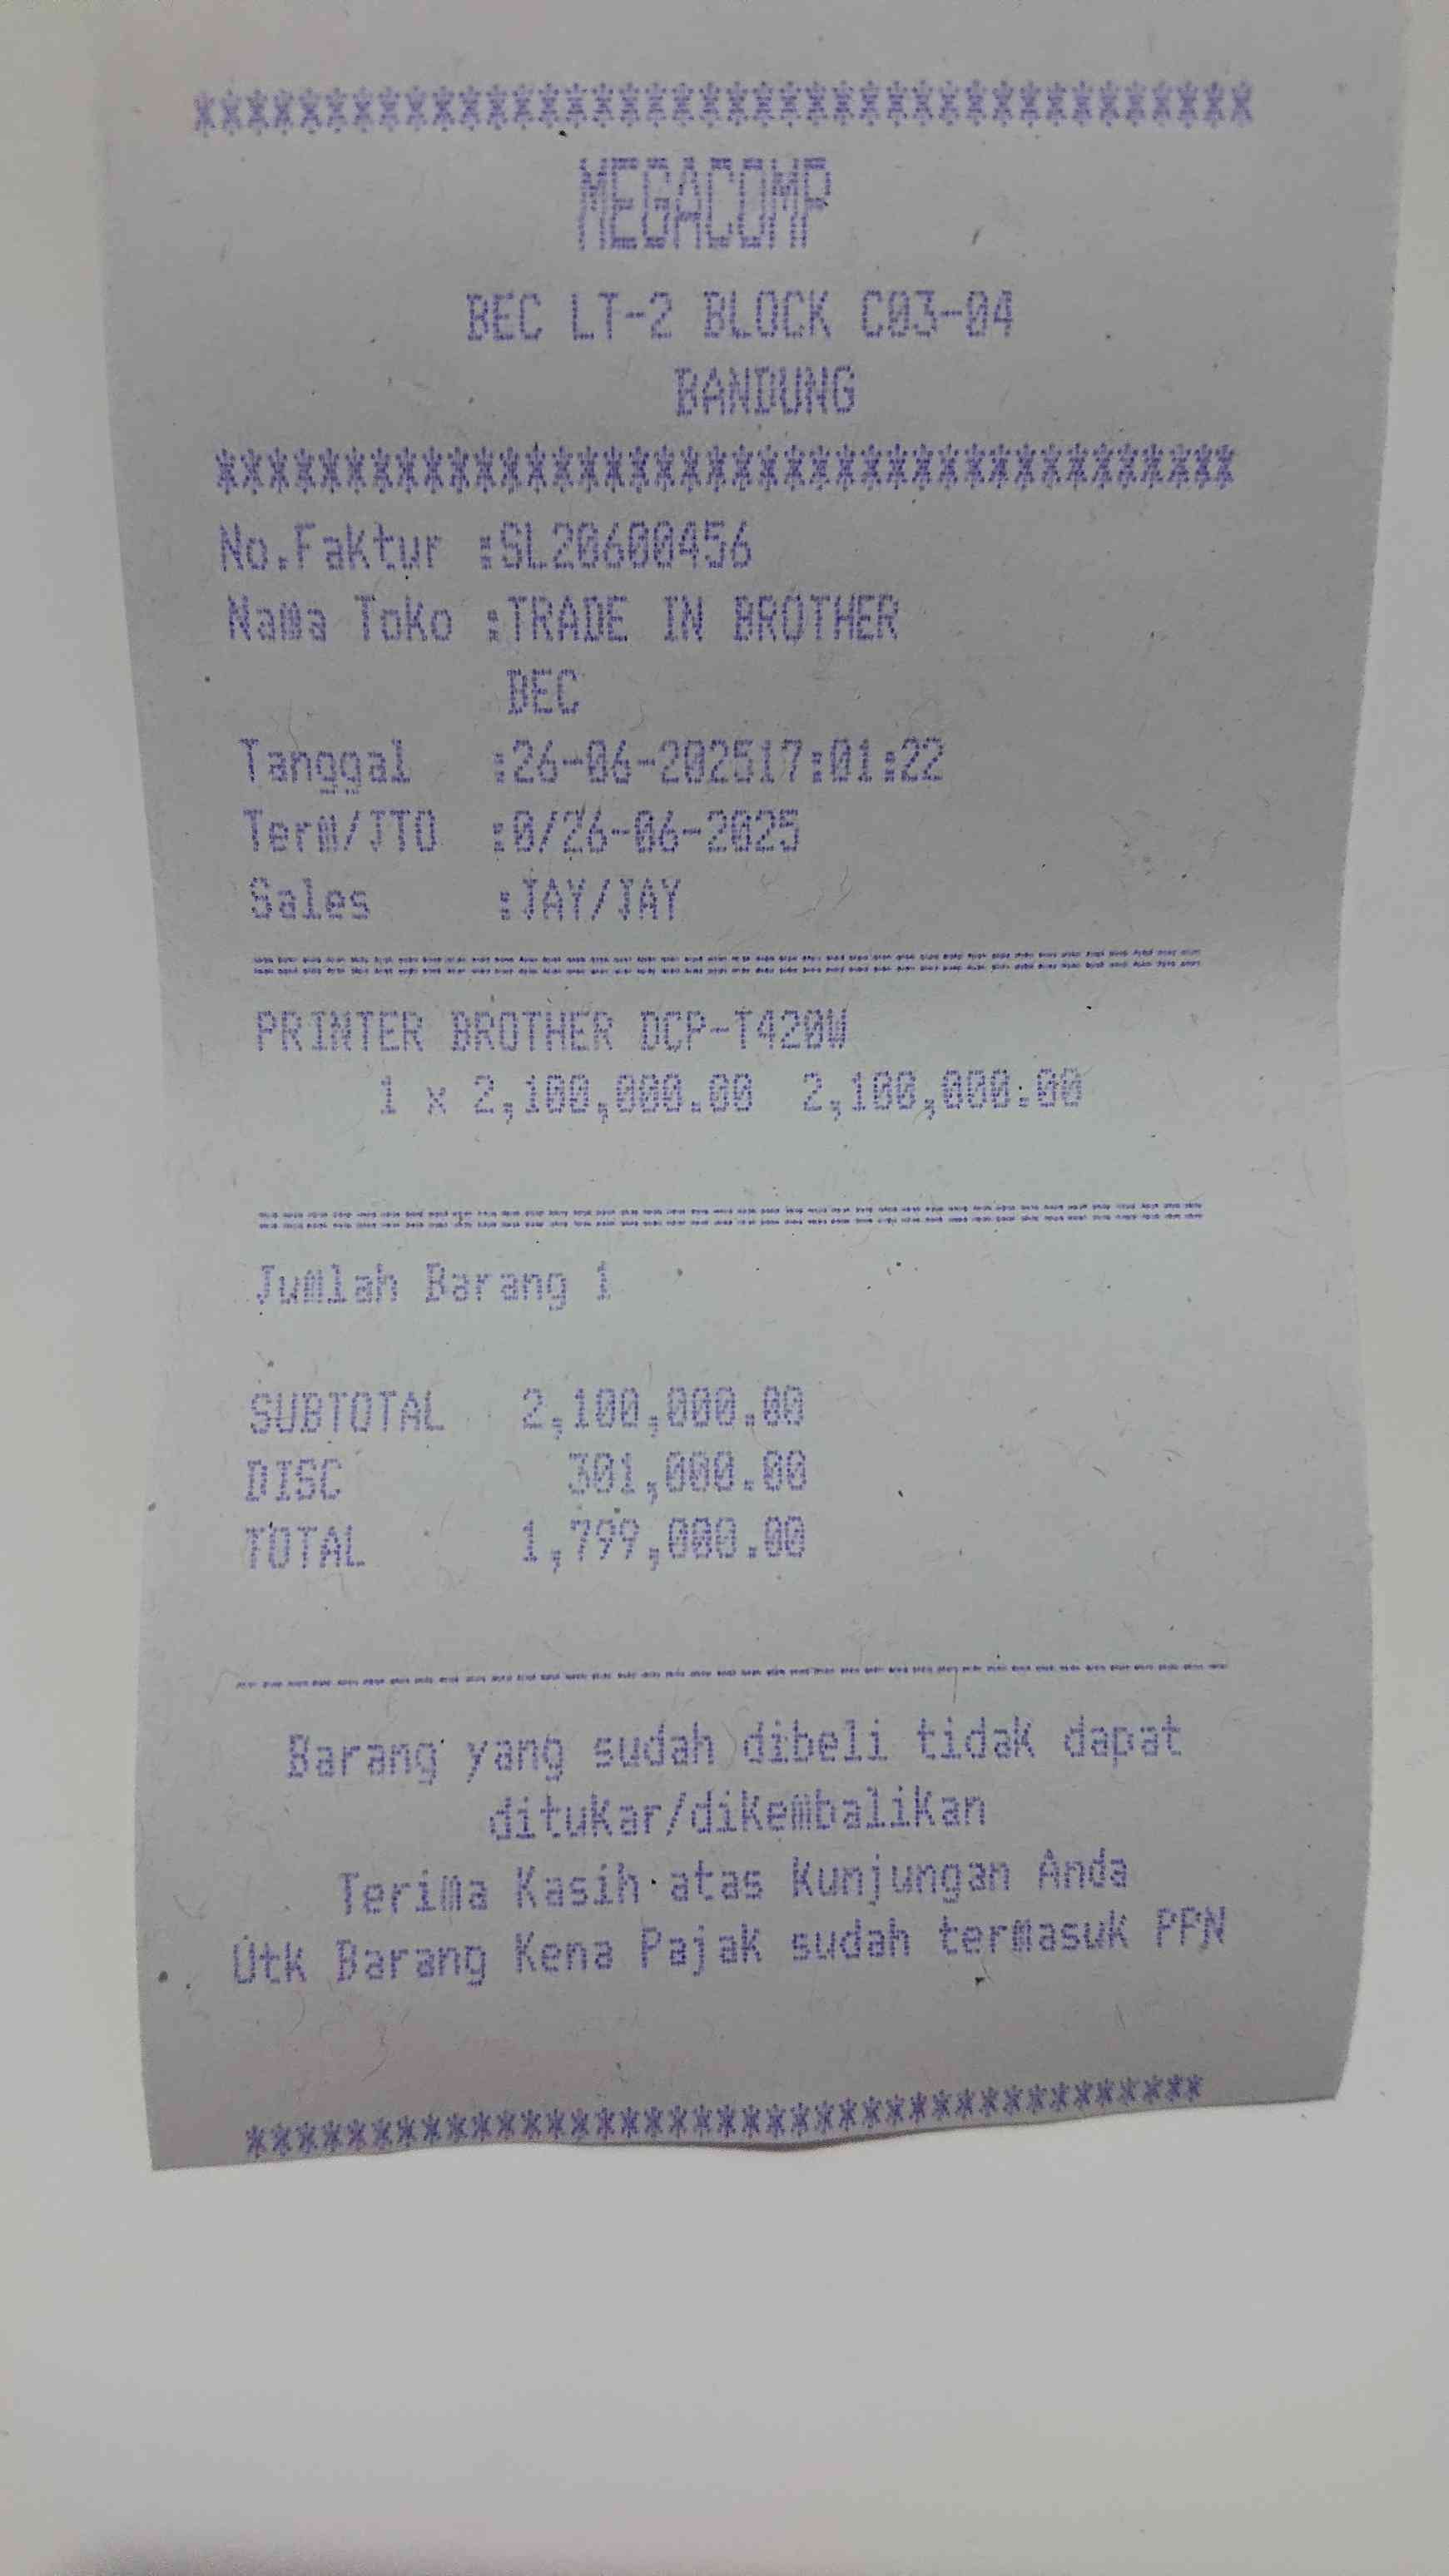 ****************************************
MEGACOMP
BEC LT-2 BLOCK C03-04
BANDUNG
****************************************
No.Faktur :SL20600456
Nama Toko :TRADE IN BROTHER
BEC
Tanggal :26-06-202517:01:22
Term/JTO :0/26-06-2025
Sales :JAY/JAY
========================================
PRINTER BROTHER DCP-T420W
1 x 2,100,000.00 2,100,000.00
========================================
Jumlah Barang 1
SUBTOTAL 2,100,000.00
DISC 301,000.00
TOTAL 1,799,000.00
----------------------------------------
Barang yang sudah dibeli tidak dapat
ditukar/dikembalikan
Terima Kasih atas Kunjungan Anda
Utk Barang Kena Pajak sudah termasuk PPN
****************************************